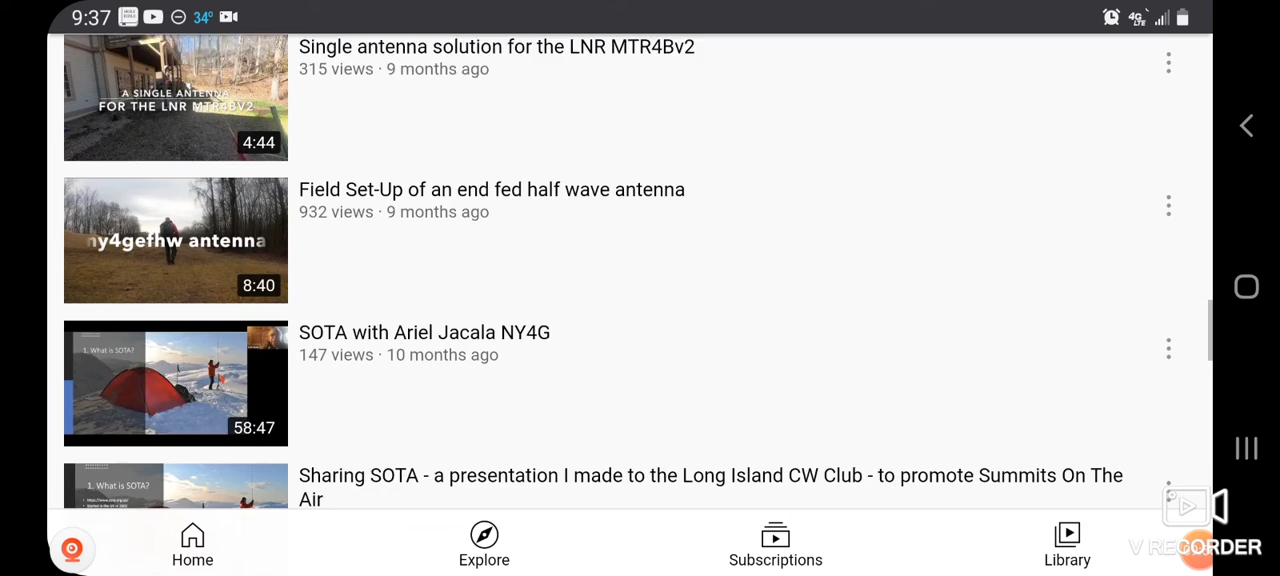 9:37 34° 4G LTE
Single antenna solution for the LNR MTR4Bv2
315 views · 9 months ago
A SINGLE ANTENNA
FOR THE LNR MTR4BV2
4:44
Field Set-Up of an end fed half wave antenna
932 views · 9 months ago
ny4gefhw antenna
8:40
SOTA with Ariel Jacala NY4G
147 views · 10 months ago
1. What is SOTA?
58:47
Sharing SOTA - a presentation I made to the Long Island CW Club - to promote Summits On The
Air
1. What is SOTA?
Home
Explore
Subscriptions
Library
V RECORDER